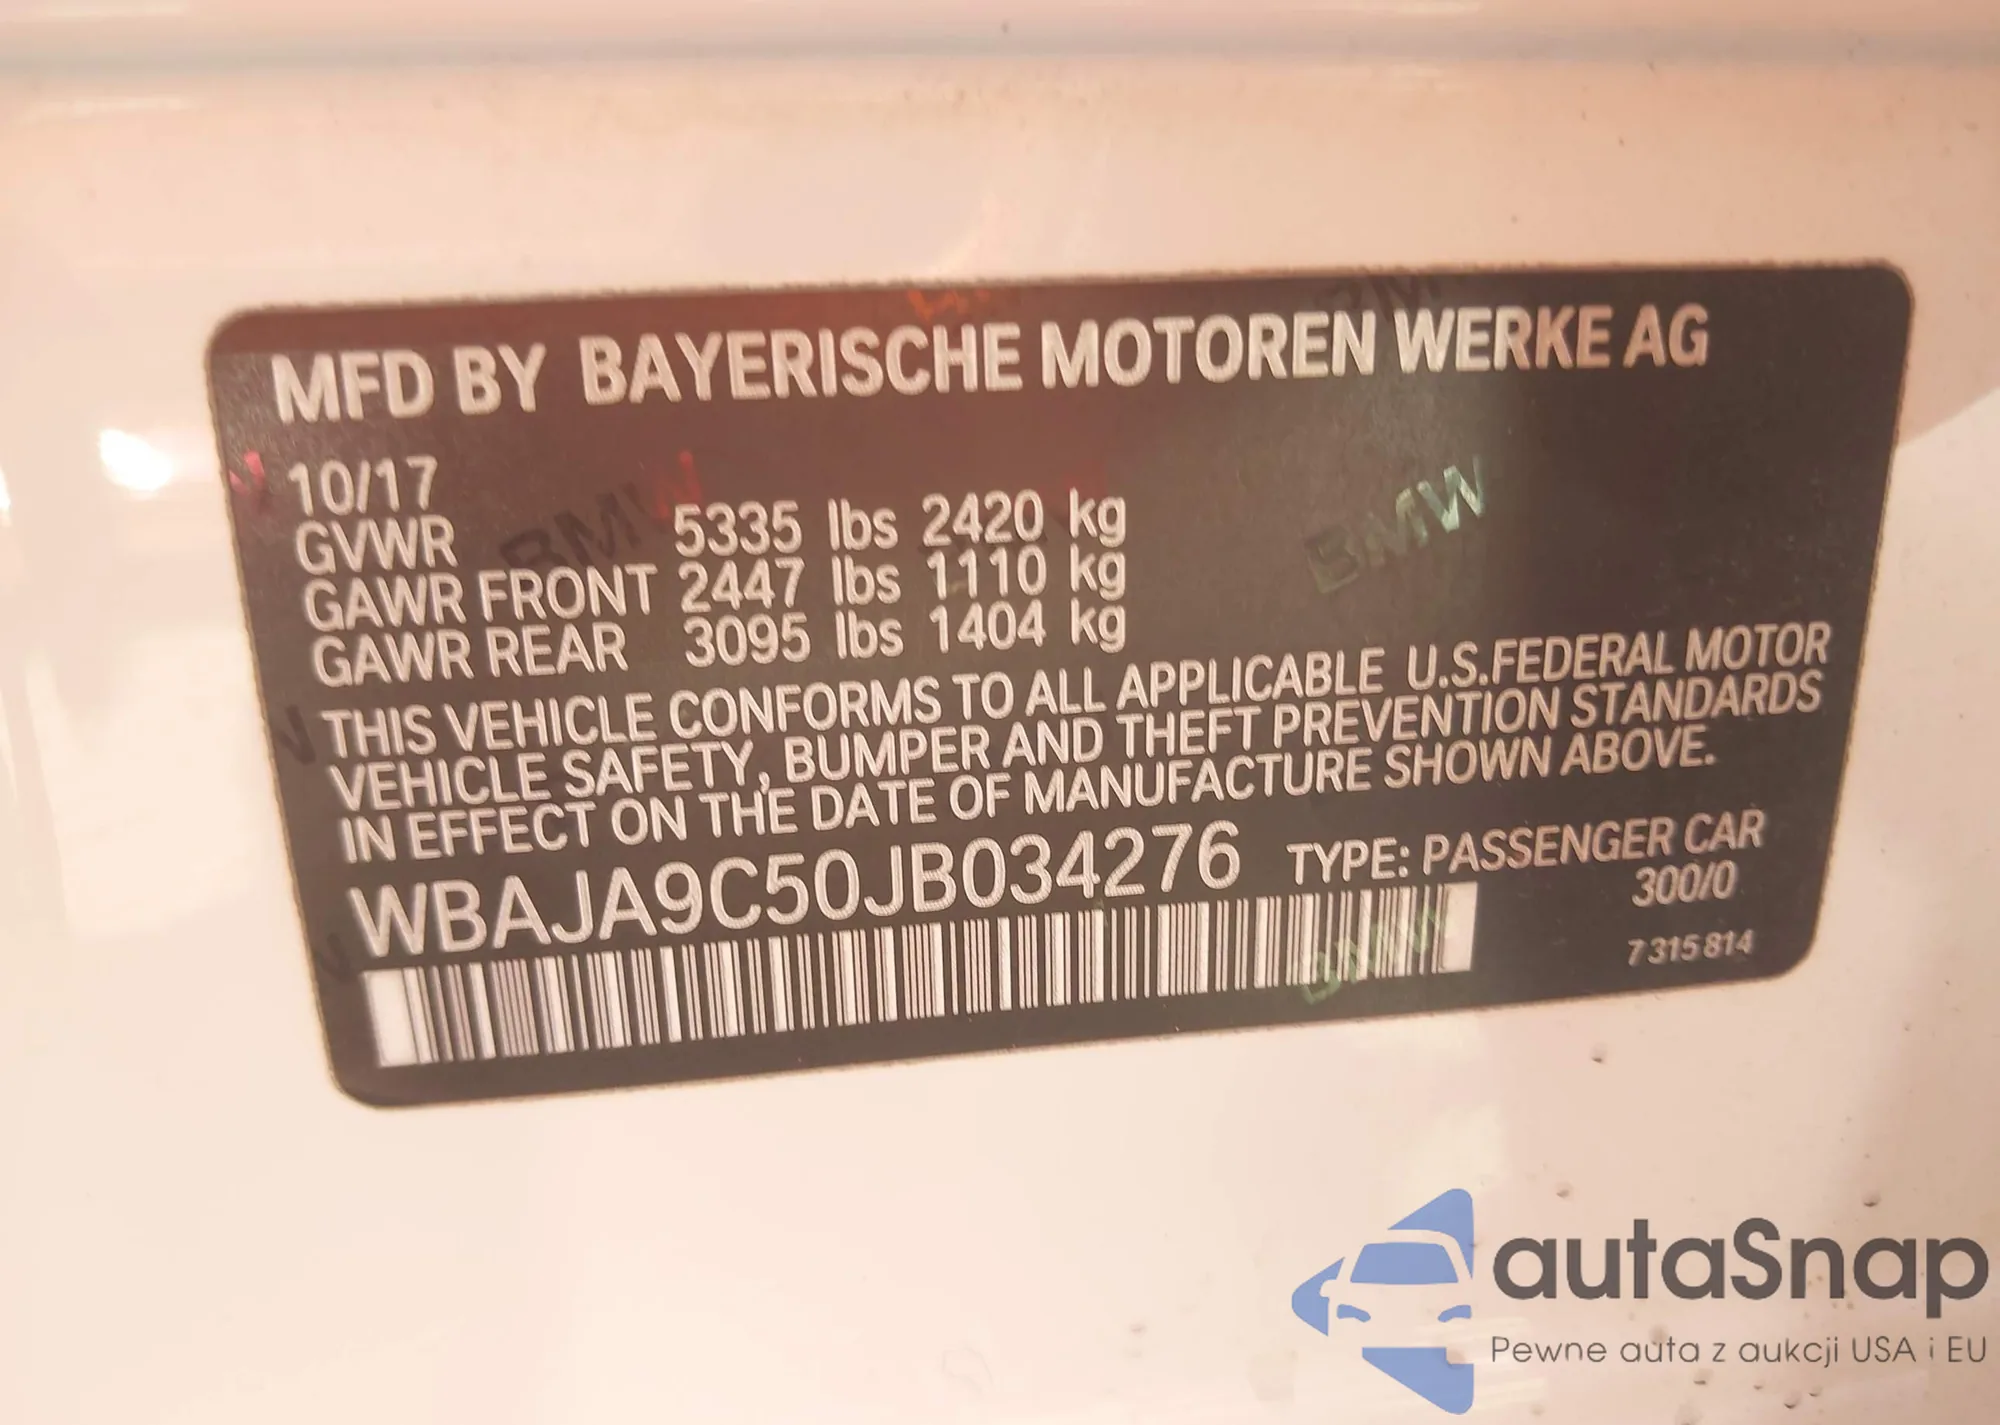 MFD BY BAYERISCHE MOTOREN WERKE AG
10/17
GVWR 5335 lbs 2420 kg
GAWR FRONT 2447 lbs 1110 kg
GAWR REAR 3095 lbs 1404 kg
THIS VEHICLE CONFORMS TO ALL APPLICABLE U.S.FEDERAL MOTOR
VEHICLE SAFETY, BUMPER AND THEFT PREVENTION STANDARDS
IN EFFECT ON THE DATE OF MANUFACTURE SHOWN ABOVE.
WBAJA9C50JB034276 TYPE: PASSENGER CAR
300/0
7 315 814
BMW
BMW
BMW
autaSnap
Pewne auta z aukcji USA i EU